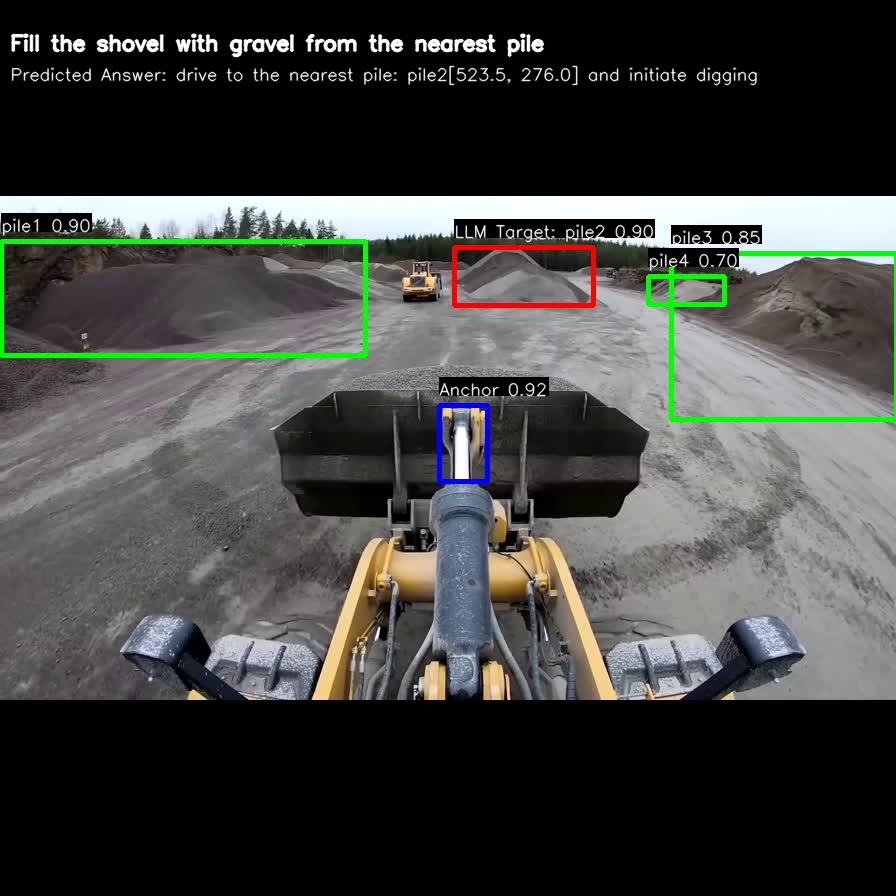 Fill the shovel with gravel from the nearest pile
Predicted Answer: drive to the nearest pile: pile2[523.5, 276.0] and initiate digging
pile1 0.90
LLM Target: pile2 0.90
pile3 0.85
pile4 0.70
Anchor 0.92